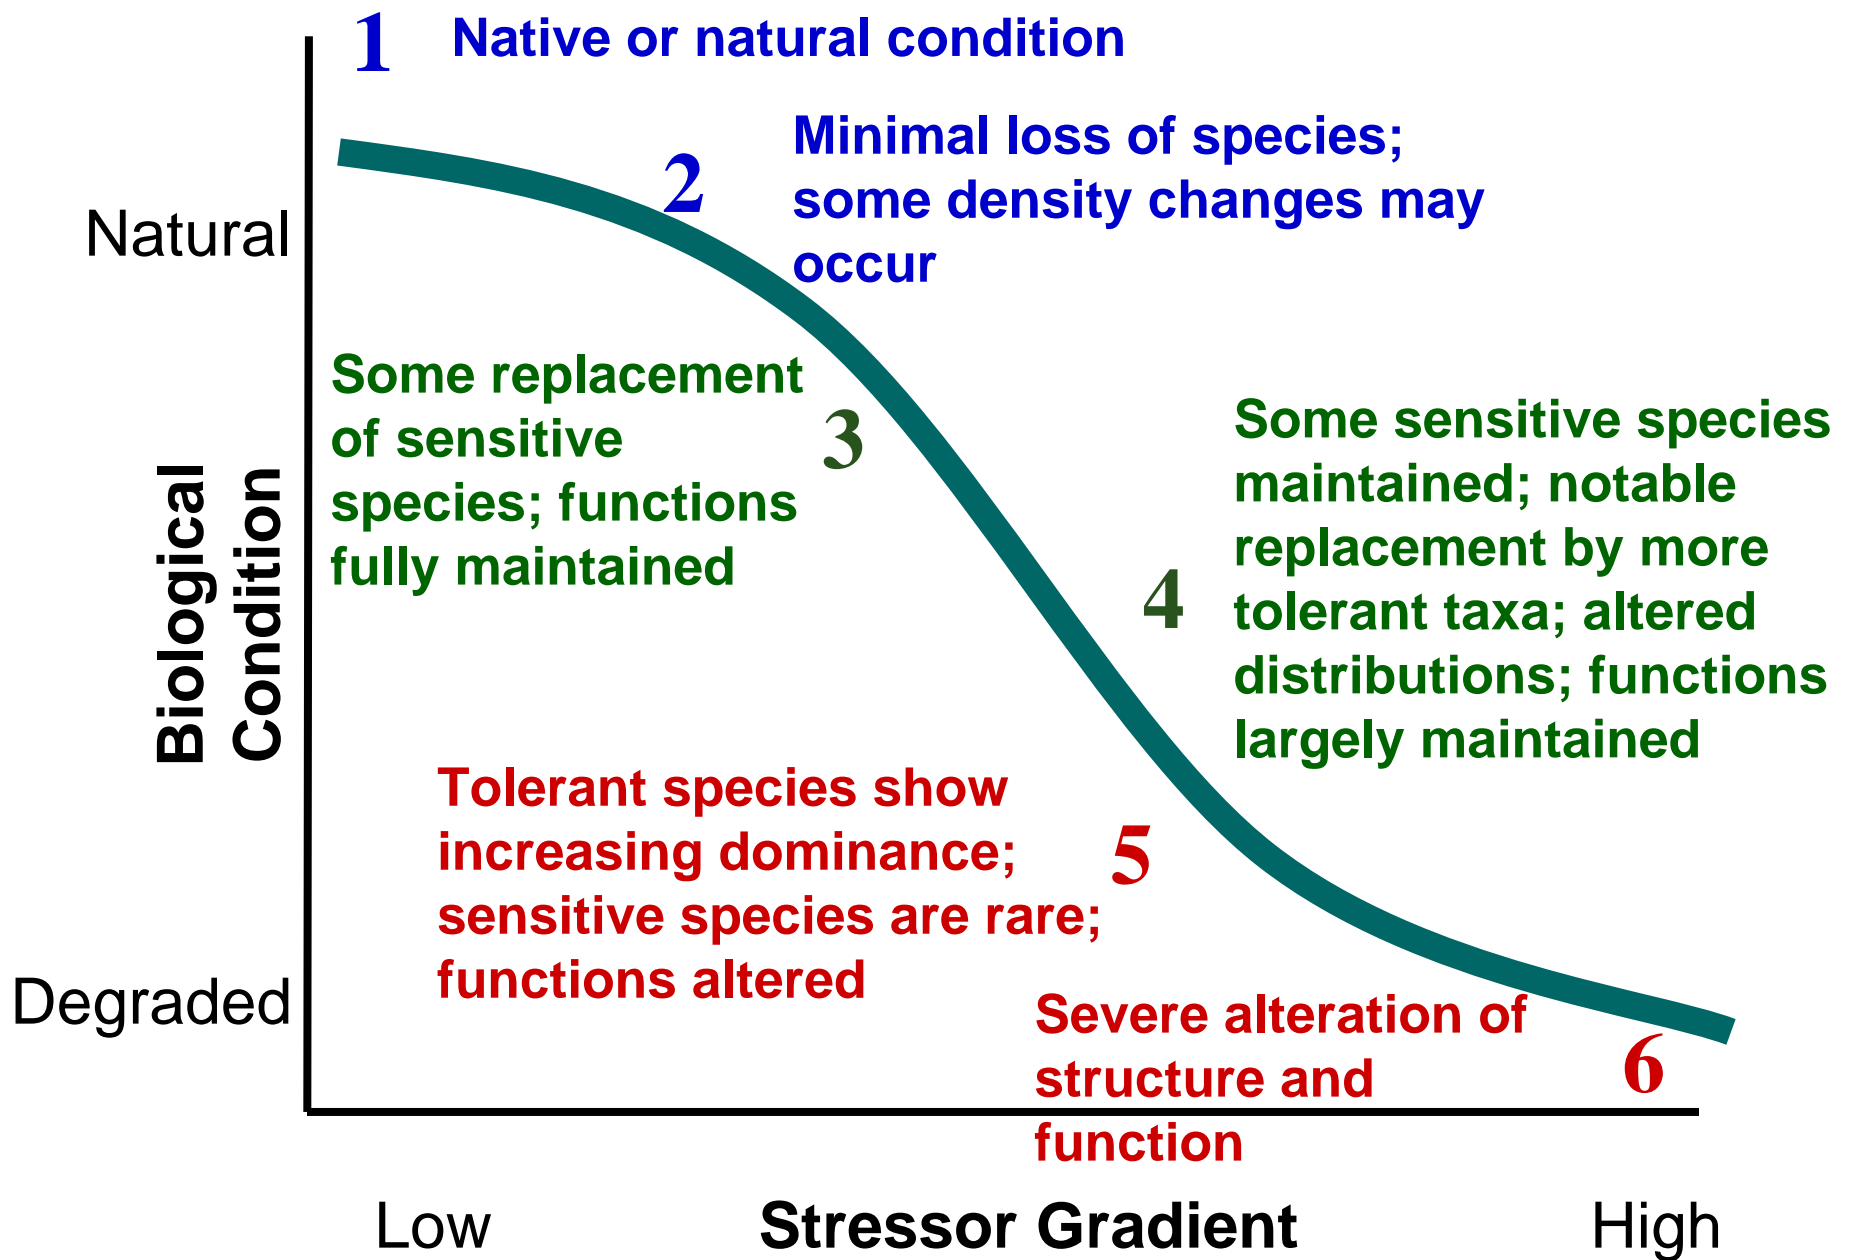 1 Native or natural condition
2 Minimal loss of species;
some density changes may
occur
Natural
Some replacement
of sensitive
species; functions
fully maintained
3
Some sensitive species
maintained; notable
replacement by more
tolerant taxa; altered
distributions; functions
largely maintained
4
Biological
Condition
Tolerant species show
increasing dominance;
sensitive species are rare;
functions altered
5
Degraded
Severe alteration of
structure and
function
6
Low Stressor Gradient High